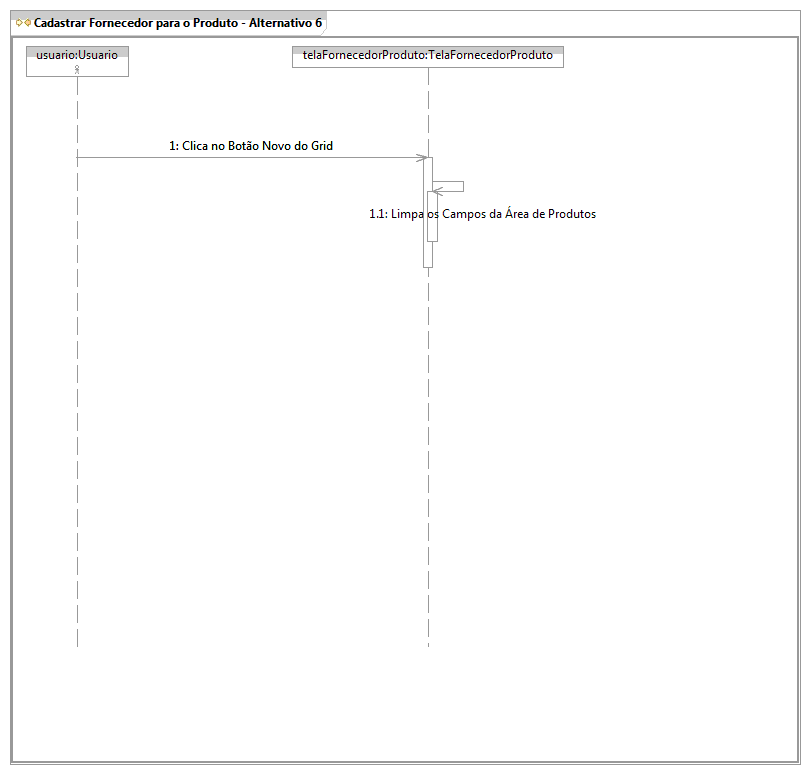 Cadastrar Fornecedor para o Produto - Alternativo 6
usuario:Usuario
telaFornecedorProduto:TelaFornecedorProduto
1: Clica no Botão Novo do Grid
1.1: Limpa os Campos da Área de Produtos